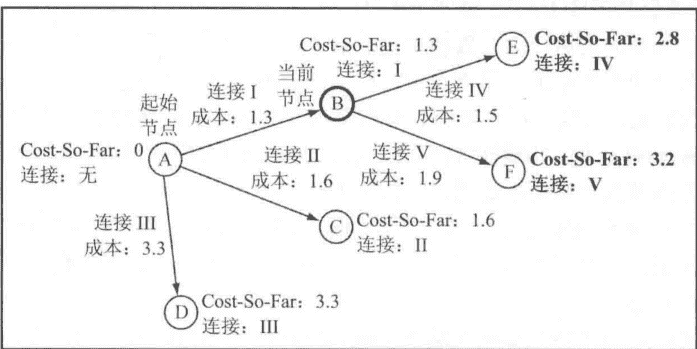 Cost-So-Far：1.3
连接：I
当前
节点
B
E
Cost-So-Far：2.8
连接：IV
起始
节点
连接 I
成本：1.3
连接 IV
成本：1.5
Cost-So-Far：0
连接：无
A
连接 II
成本：1.6
连接 V
成本：1.9
F
Cost-So-Far：3.2
连接：V
连接 III
成本：3.3
C
Cost-So-Far：1.6
连接：II
D
Cost-So-Far：3.3
连接：III